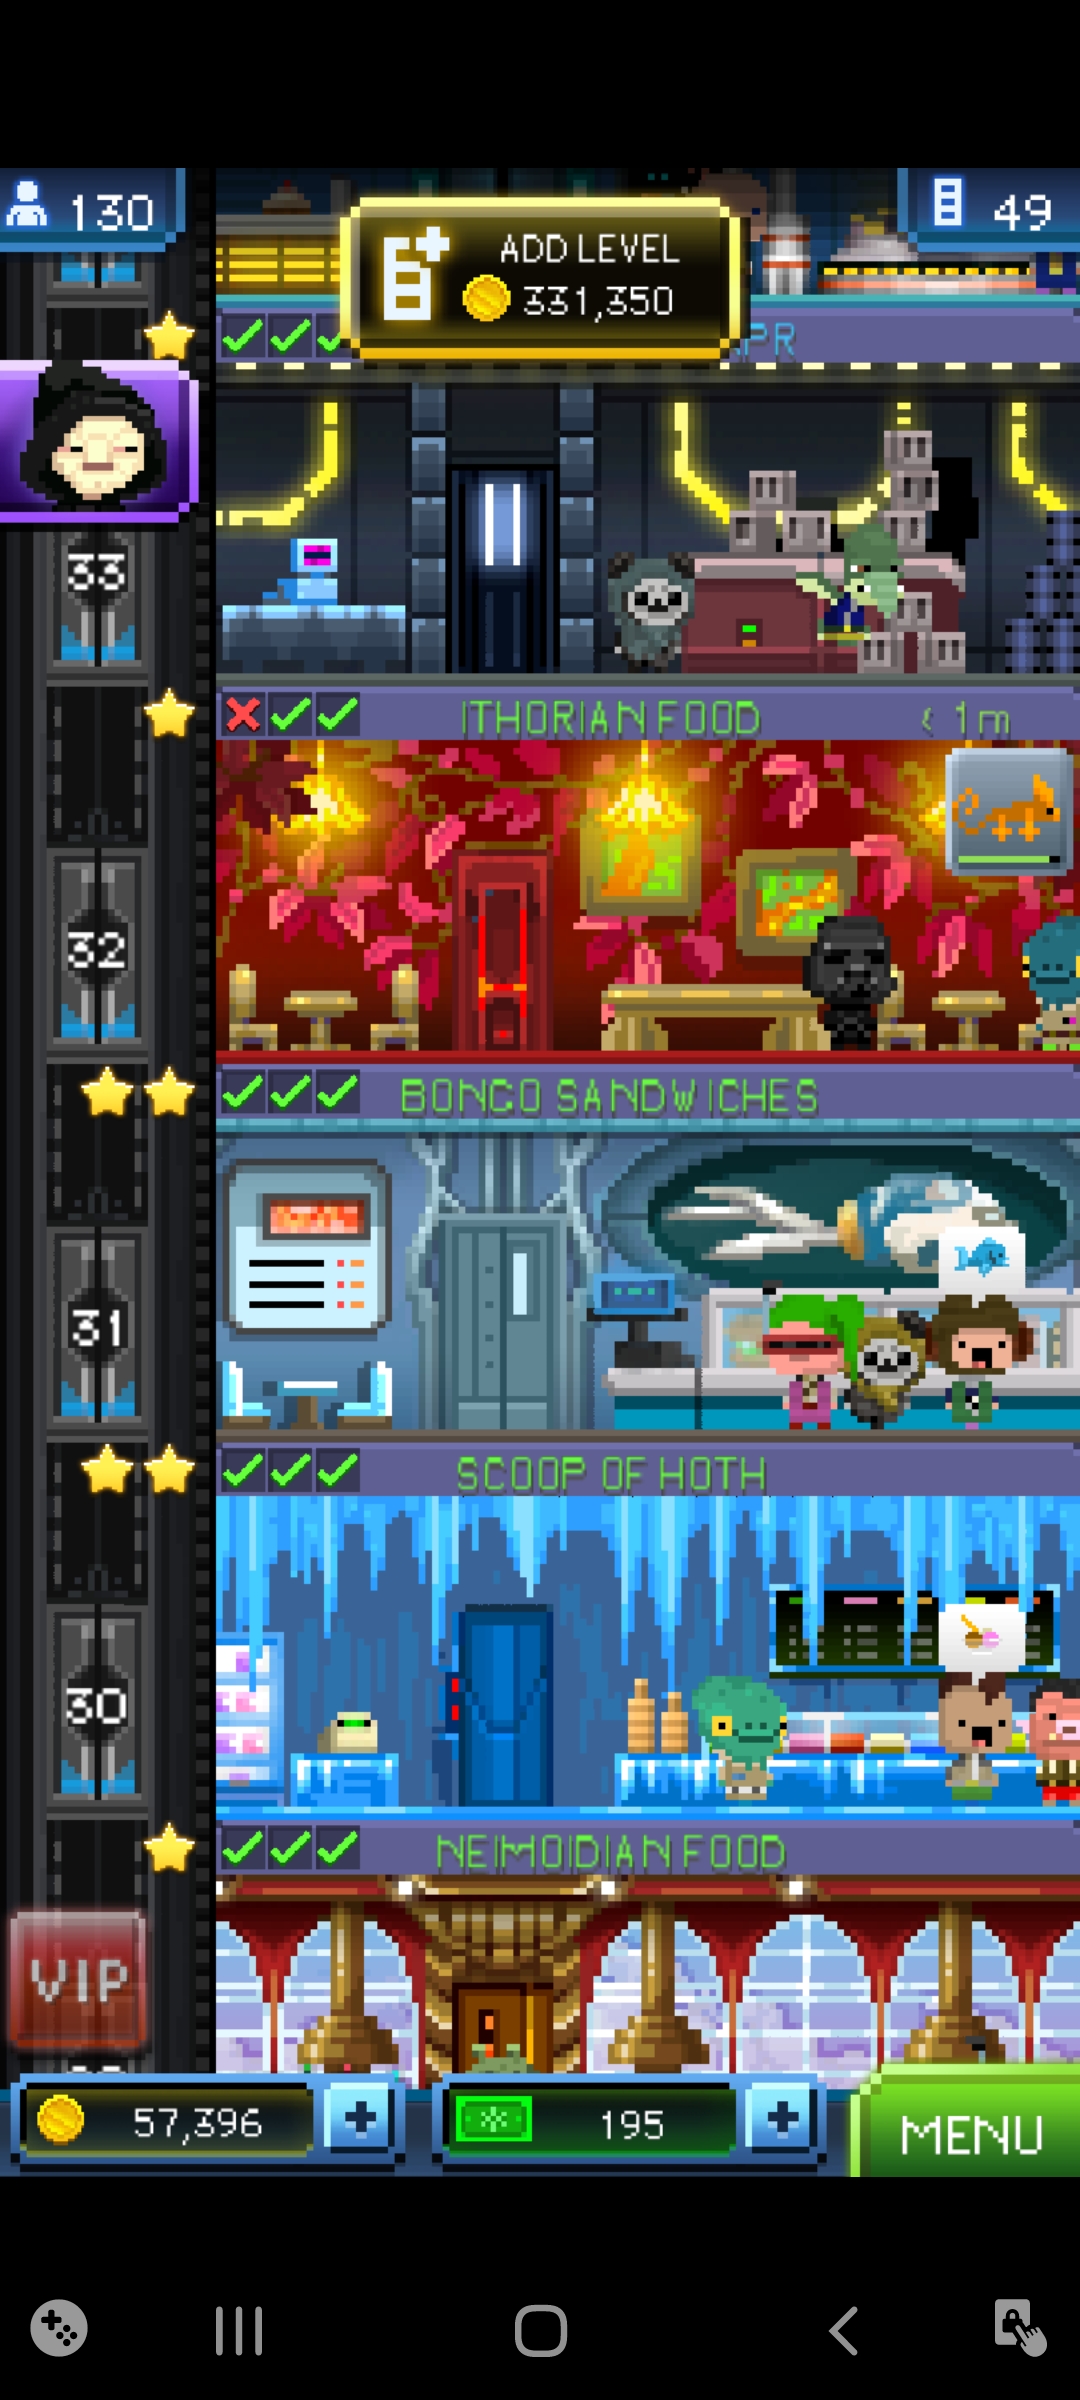 130
49
ADD LEVEL
331,350
33
ITHORIAN FOOD
< 1m
32
BONGO SANDWICHES
31
SCOOP OF HOTH
30
NEIMOIDIAN FOOD
VIP
57,396
195
MENU